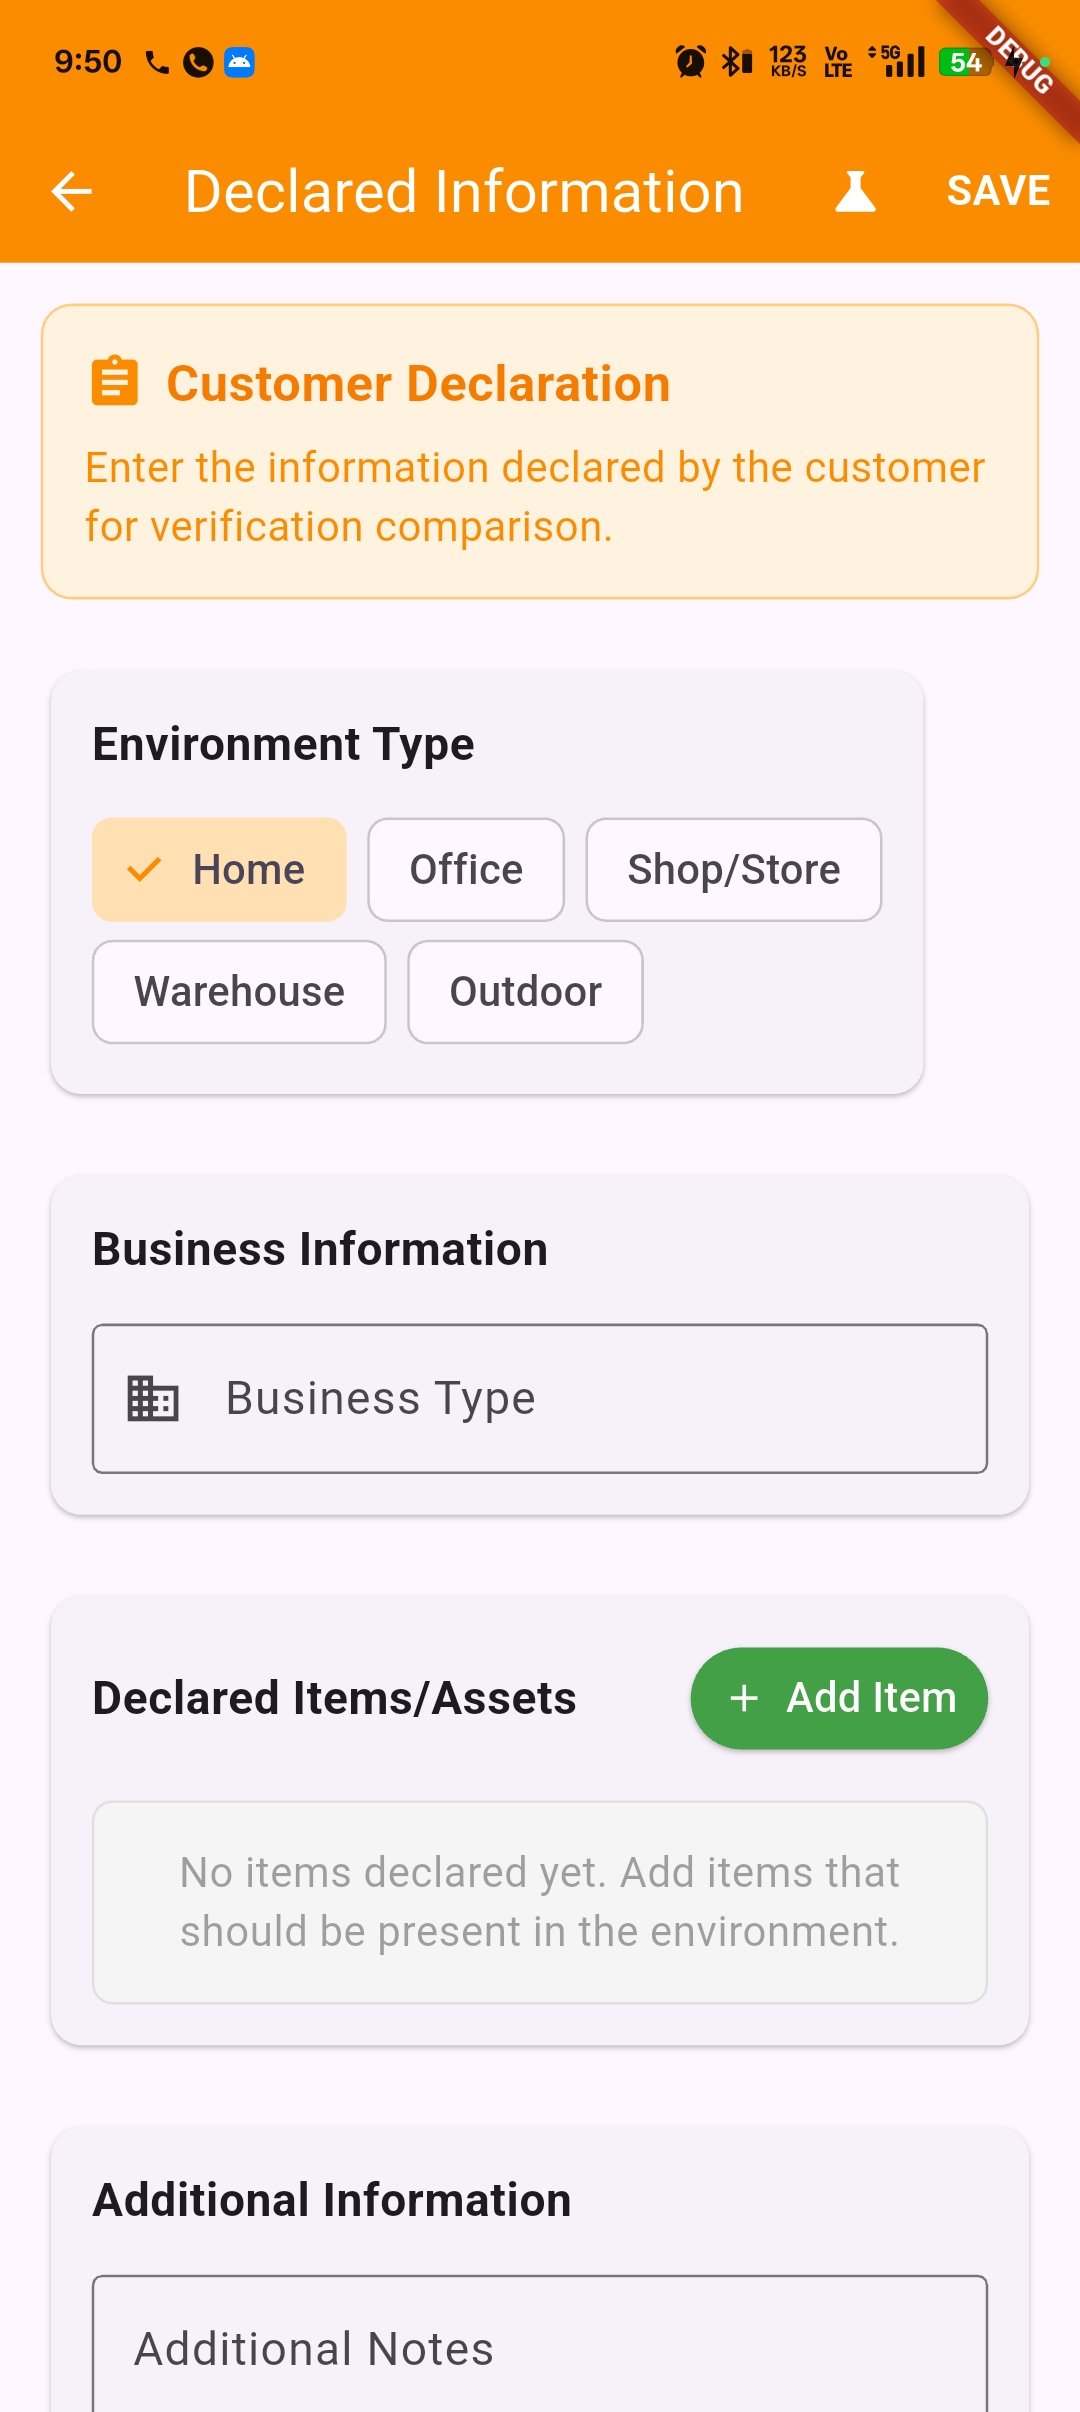 9:50
123
KB/S
Vo
LTE
5G
54
DEBUG
Declared Information
SAVE
Customer Declaration
Enter the information declared by the customer
for verification comparison.
Environment Type
Home
Office
Shop/Store
Warehouse
Outdoor
Business Information
Business Type
Declared Items/Assets
+ Add Item
No items declared yet. Add items that
should be present in the environment.
Additional Information
Additional Notes